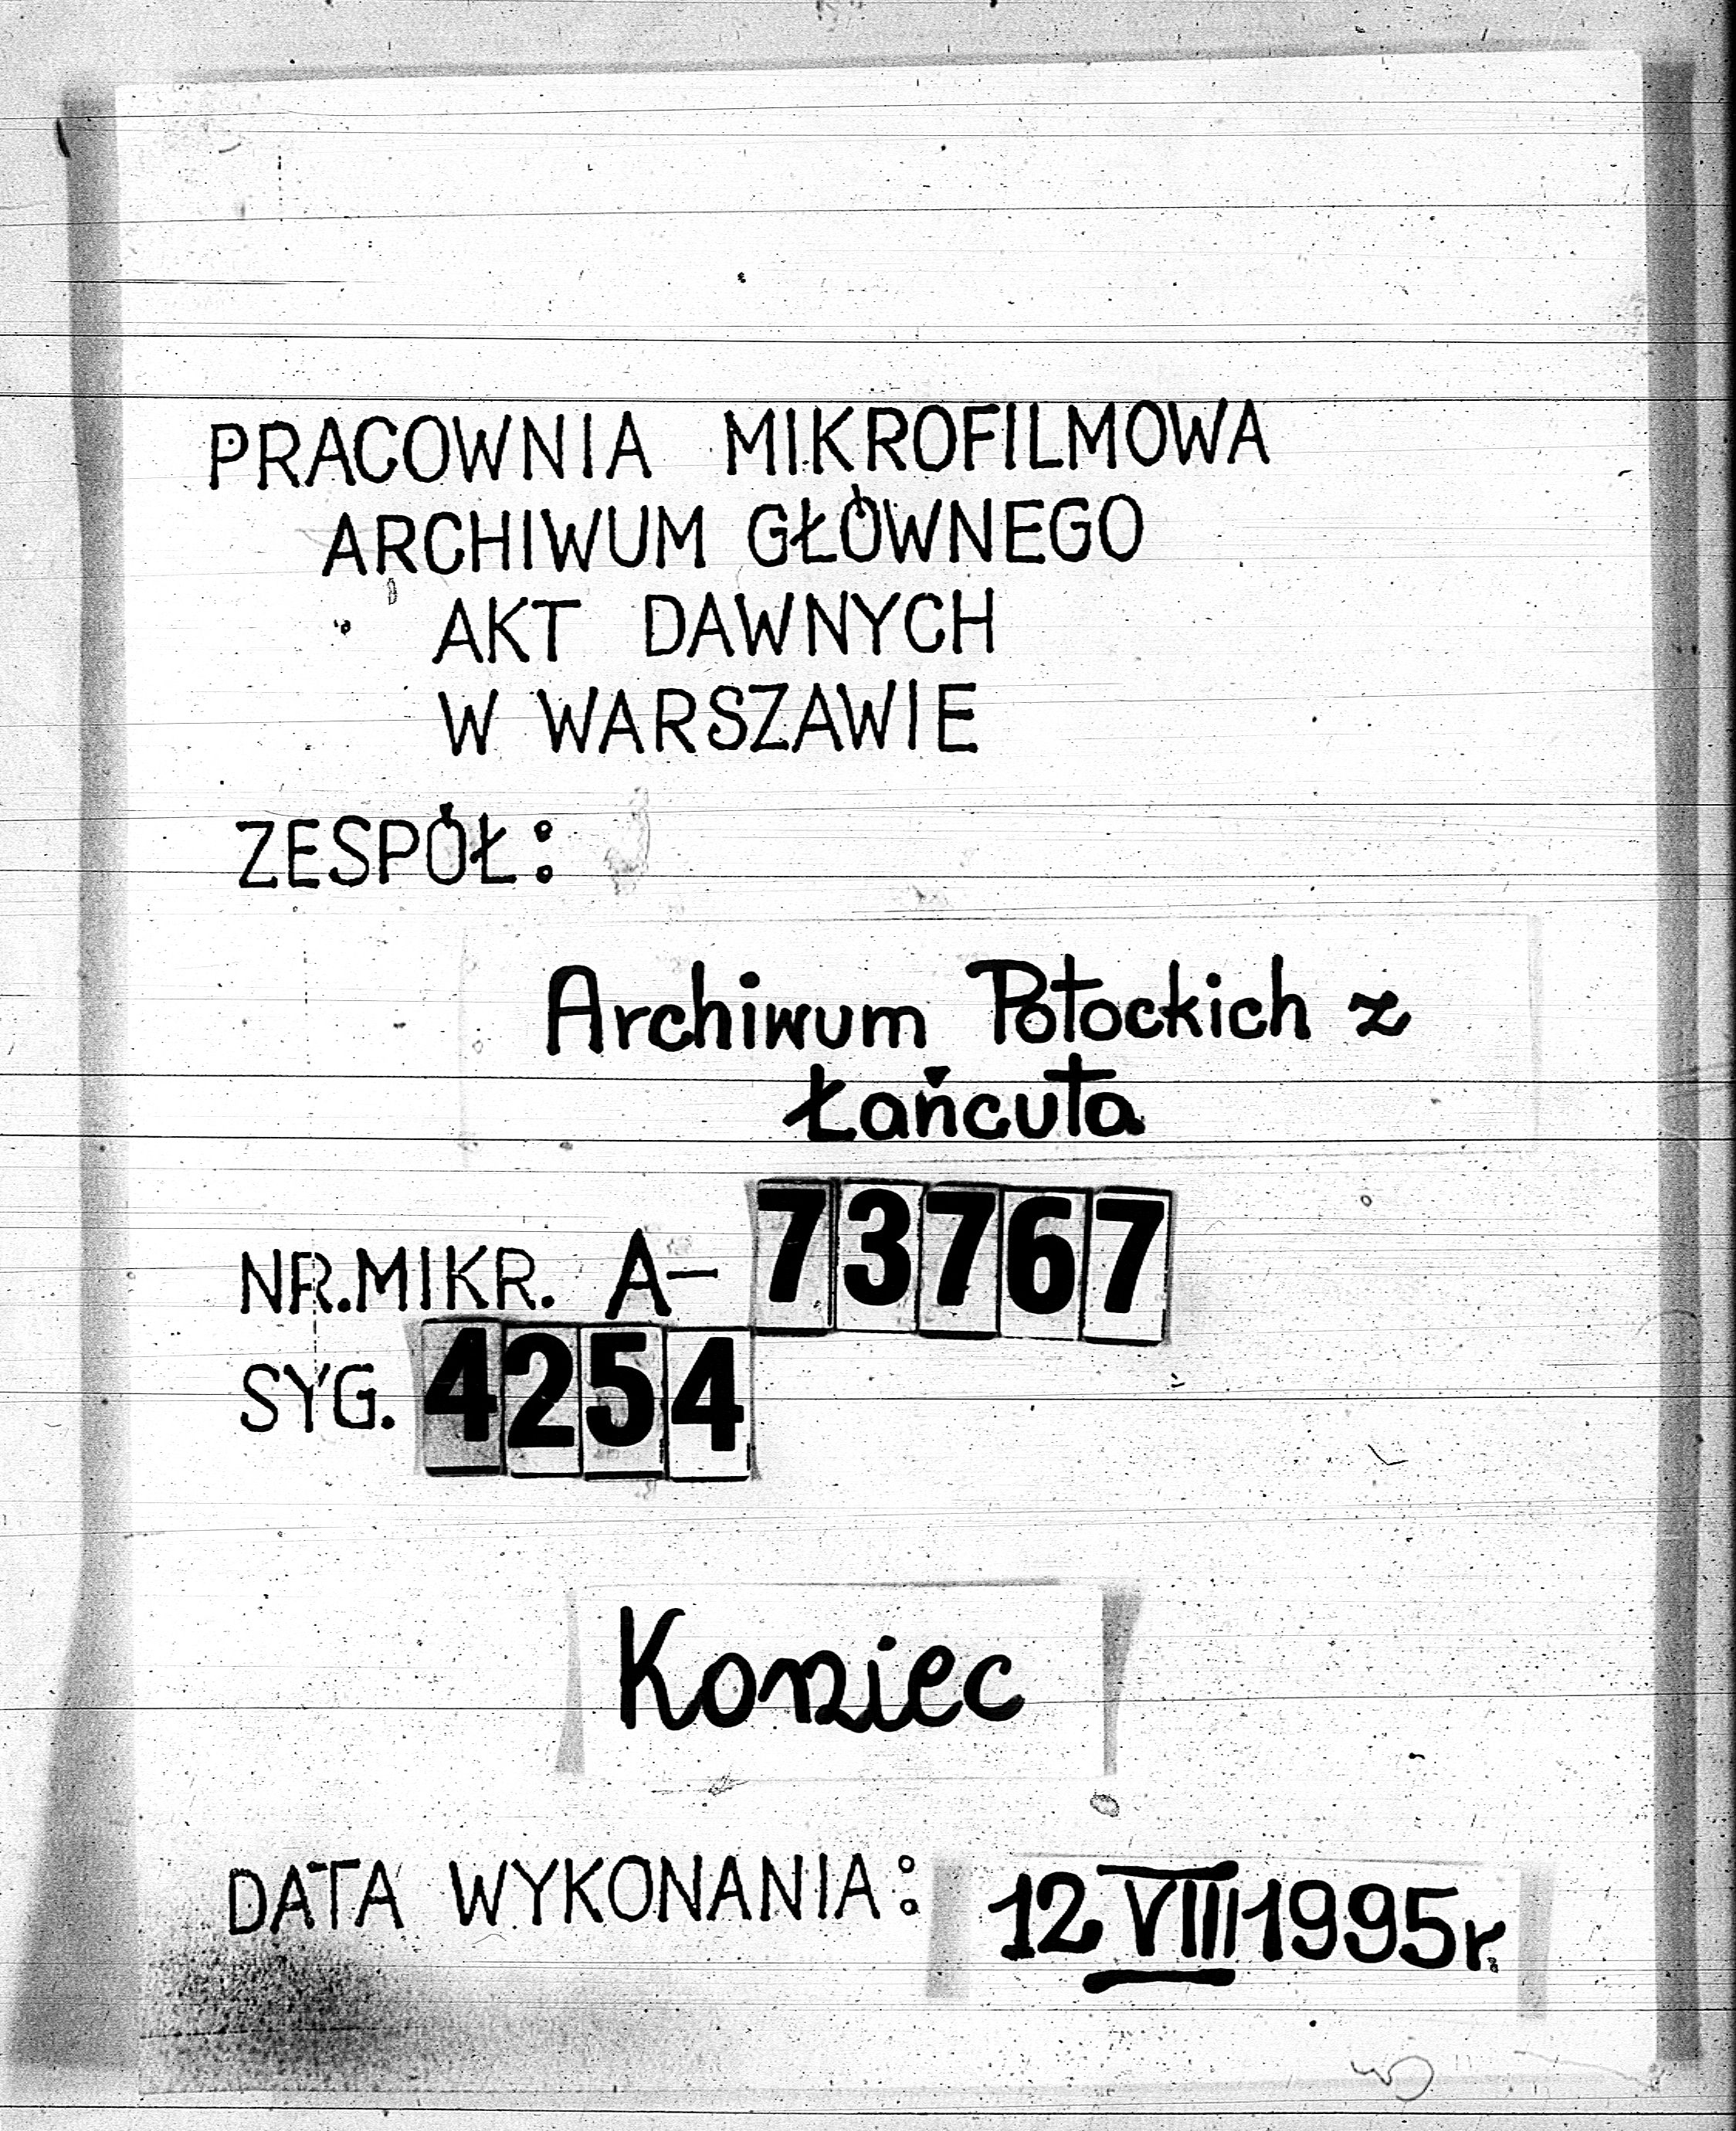 PRACOWNIA MIKROFILMOWA
ARCHIWUM GŁÓWNEGO
AKT DAWNYCH
W WARSZAWIE
ZESPÓŁ:
Archiwum Potockich z
Łańcuta
NR.MIKR. A- 73767
SYG. 4254
Koniec
DATA WYKONANIA: 12 VIII 1995r.